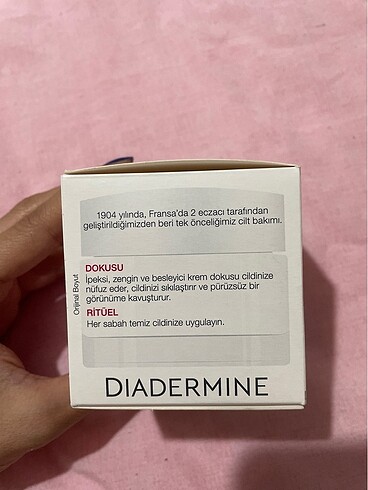 1904 yılında, Fransa'da 2 eczacı tarafından
geliştirildiğimizden beri tek önceliğimiz cilt bakımı.
DOKUSU
İpeksi, zengin ve besleyici krem dokusu cildinize
nüfuz eder, cildinizi sıkılaştırır ve pürüzsüz bir
görünüme kavuşturur.
RİTÜEL
Her sabah temiz cildinize uygulayın.
Orijinal Boyut
DIADERMINE